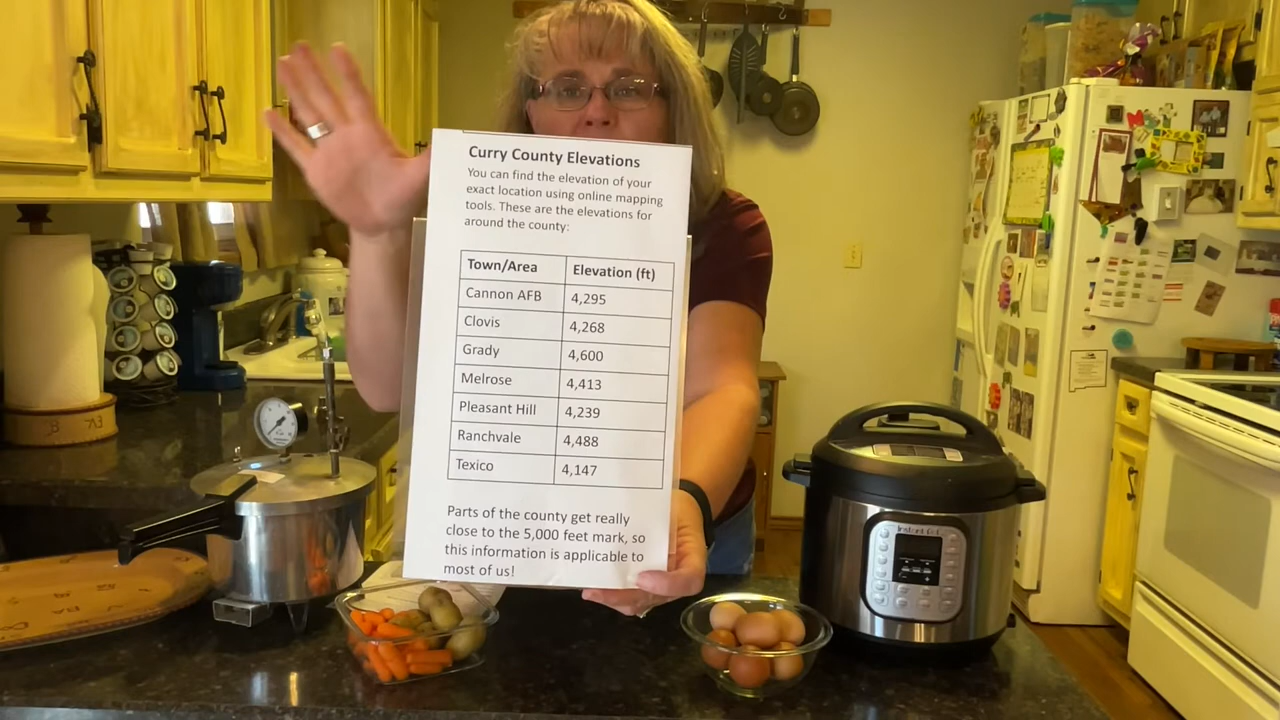 Curry County Elevations
You can find the elevation of your
exact location using online mapping
tools. These are the elevations for
around the county:
Town/Area Elevation (ft)
Cannon AFB 4,295
Clovis 4,268
Grady 4,600
Melrose 4,413
Pleasant Hill 4,239
Ranchvale 4,488
Texico 4,147
Parts of the county get really
close to the 5,000 feet mark, so
this information is applicable to
most of us!
Instant Pot